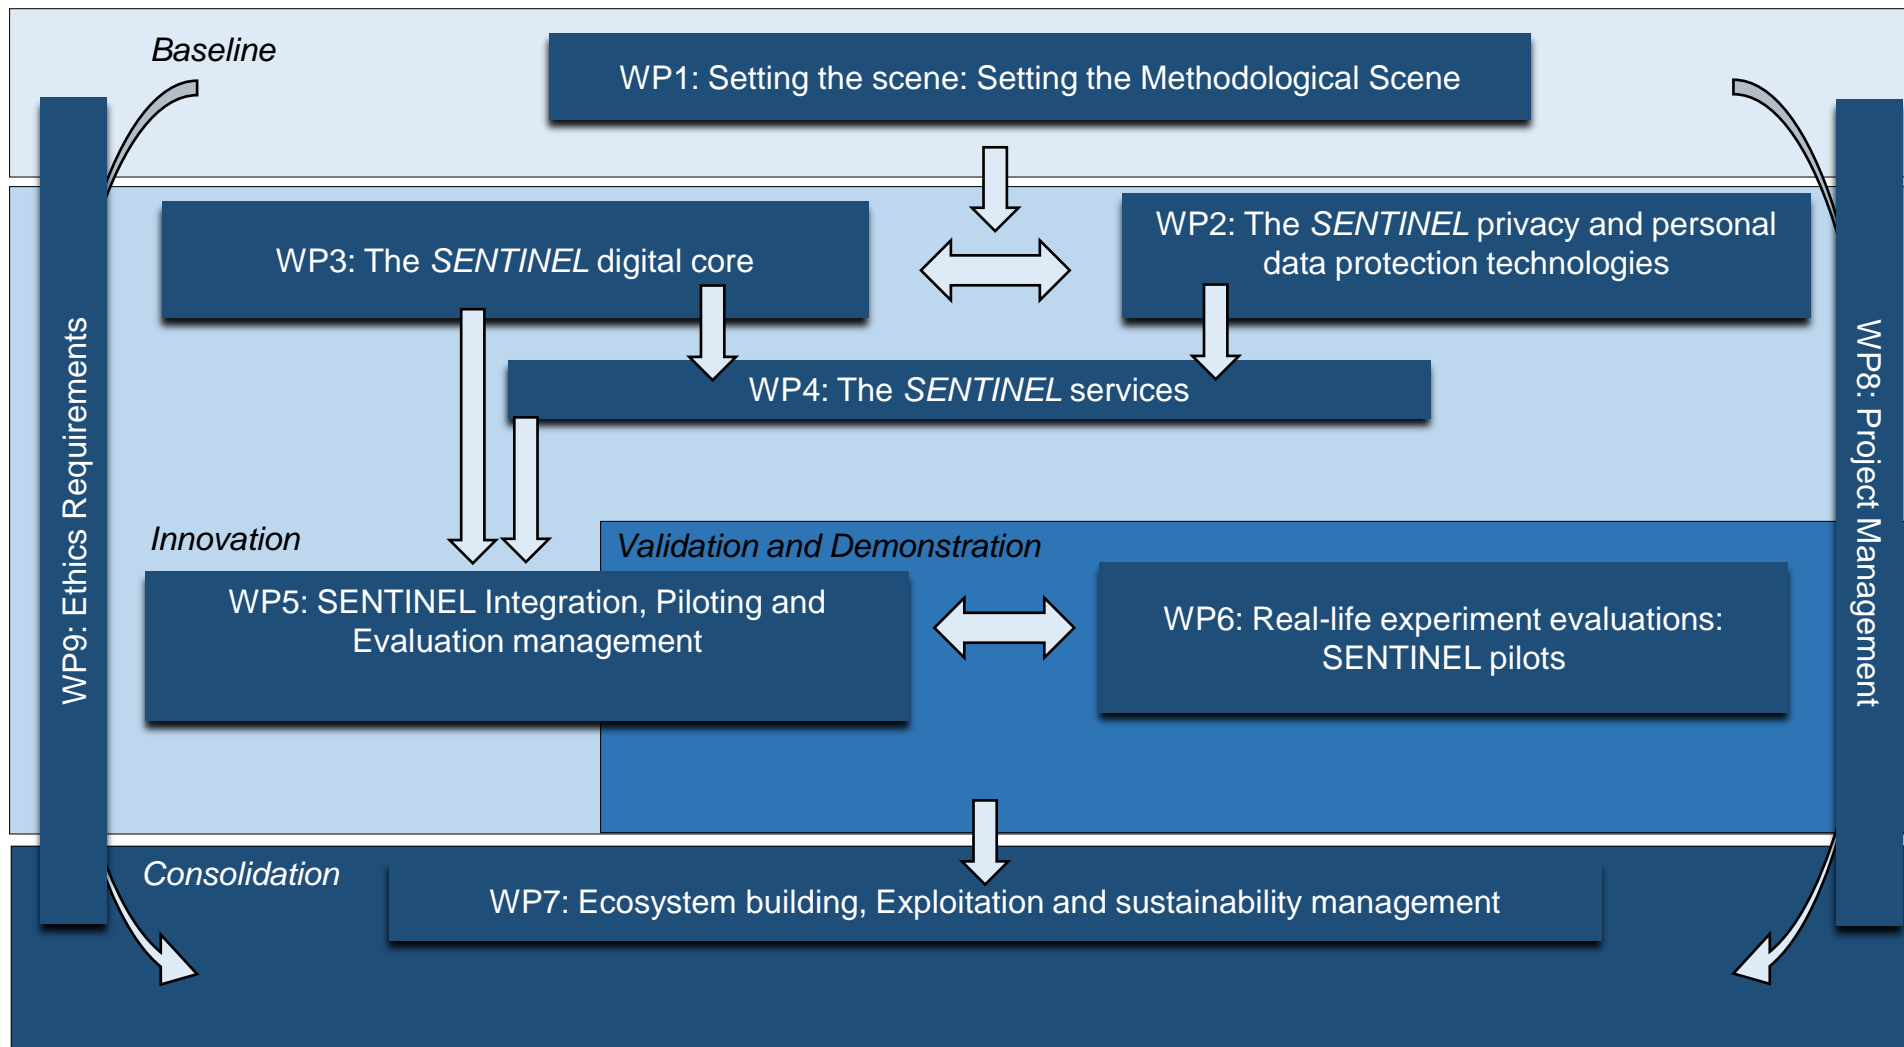 Baseline
WP1: Setting the scene: Setting the Methodological Scene
WP3: The SENTINEL digital core
WP2: The SENTINEL privacy and personal
data protection technologies
WP4: The SENTINEL services
WP9: Ethics Requirements
WP8: Project Management
Innovation
Validation and Demonstration
WP5: SENTINEL Integration, Piloting and
Evaluation management
WP6: Real-life experiment evaluations:
SENTINEL pilots
Consolidation
WP7: Ecosystem building, Exploitation and sustainability management